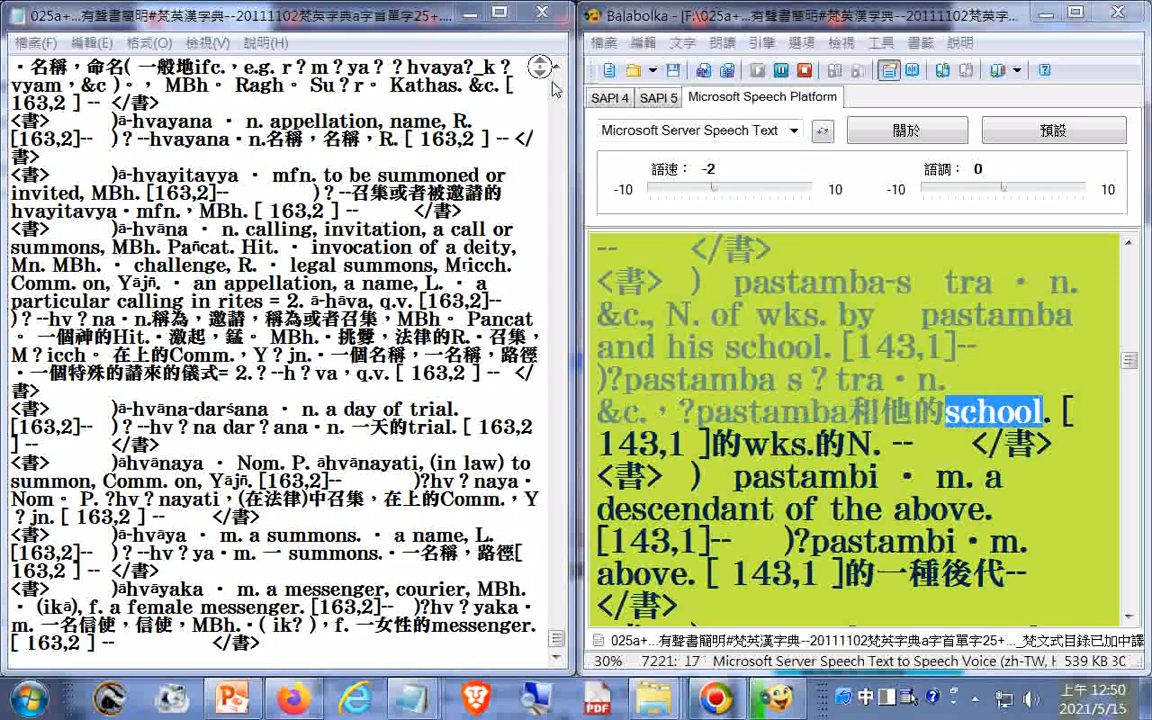 025a+...有聲書簡明#梵英漢字典--20111102梵英字典a字首單字25+...
檔案(F) 編輯(E) 格式(O) 檢視(V) 說明(H)
‧名稱，命名( 一般地ifc.，e.g. r？m？ya？？hvaya?_k？
vyam，&c )。， MBh。 Ragh。 Su？r。 Kathas. &c. [
163,2 ] -- </書>
<書> )ā-hvayana ‧ n. appellation, name, R.
[163,2]-- )？--hvayana‧n.名稱，名稱，R. [ 163,2 ] -- </
書>
<書> )ā-hvayitavya ‧ mfn. to be summoned or
invited, MBh. [163,2]-- )？--召集或者被邀請的
hvayitavya‧mfn.，MBh. [ 163,2 ] -- </書>
<書> )ā-hvāna ‧ n. calling, invitation, a call or
summons, MBh. Pañcat. Hit. ‧ invocation of a deity,
Mn. MBh. ‧ challenge, R. ‧ legal summons, Mṛicch.
Comm. on, Yājñ. ‧ an appellation, a name, L. ‧ a
particular calling in rites = 2. ā-hāva, q.v. [163,2]--
)？--hv？na‧n.稱為，邀請，稱為或者召集，MBh。 Pancat
。 一個神的Hit.‧激起，錳。 MBh.‧挑釁，法律的R.‧召集，
M？icch。 在上的Comm.，Y？jn.‧一個名稱，一名稱，路徑
‧一個特殊的請來的儀式= 2.？--h？va，q.v. [ 163,2 ] -- </
書>
<書> )ā-hvāna-darśana ‧ n. a day of trial.
[163,2]-- )？--hv？na dar？ana‧n. 一天的trial. [ 163,2
] -- </書>
<書> )āhvānaya ‧ Nom. P. āhvānayati, (in law) to
summon, Comm. on, Yājñ. [163,2]-- )?hv？naya‧
Nom。 P. ?hv？nayati，(在法律)中召集，在上的Comm.，Y
？jn. [ 163,2 ] -- </書>
<書> )ā-hvāya ‧ m. a summons. ‧ a name, L.
[163,2]-- )？--hv？ya‧m. 一 summons.‧一名稱，路徑[
163,2 ] -- </書>
<書> )āhvāyaka ‧ m. a messenger, courier, MBh.
‧ (ikā), f. a female messenger. [163,2]-- )?hv？yaka‧
m. 一名信使，信使，MBh.‧( ik？)，f. 一女性的messenger.
[ 163,2 ] -- </書>
Balabolka - [F:\025a+...有聲書簡明#梵英漢字典--20111102梵英字...
檔案 編輯 文字 朗讀 引擎 選項 檢視 工具 書籤 說明
SAPI 4 SAPI 5 Microsoft Speech Platform
Microsoft Server Speech Text 關於 預設
語速： -2 語調： 0
-10 10 -10 10
-- </書>
<書> ) pastamba-s tra ‧ n.
&c., N. of wks. by pastamba
and his school. [143,1]--
)?pastamba s？tra‧n.
&c.，?pastamba和他的school. [
143,1 ]的wks.的N. -- </書>
<書> ) pastambi ‧ m. a
descendant of the above.
[143,1]-- )?pastambi‧m.
above. [ 143,1 ]的一種後代--
</書>
025a+...有聲書簡明#梵英漢字典--20111102梵英字典a字首單字25+..._梵文式目錄已加中譯
30% 7221: 17 Microsoft Server Speech Text to Speech Voice (zh-TW, H 539 KB 30
中
上午 12:50
2021/5/15